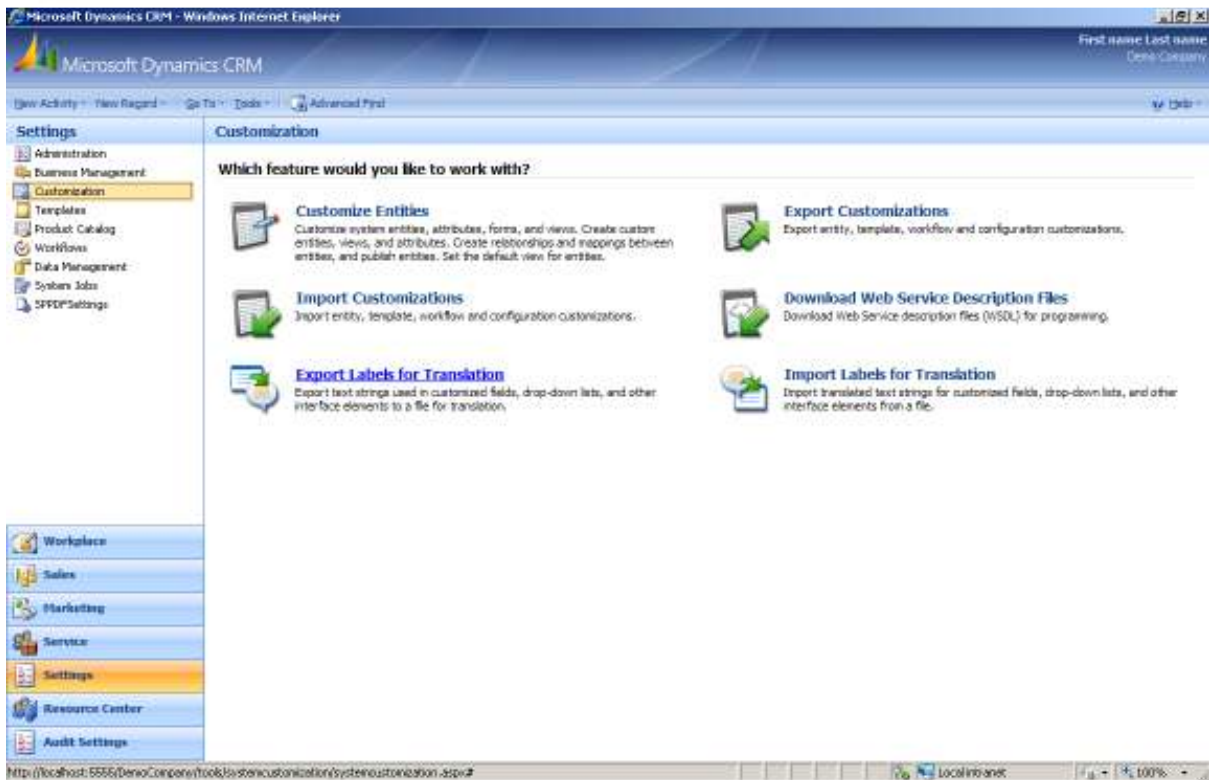 Microsoft Dynamics CRM - Windows Internet Explorer
First name Last name
Demo Company
Microsoft Dynamics CRM
New Activity New Record Go To Tools Advanced Find Help
Settings
Customization
Administration
Business Management
Customization
Templates
Product Catalog
Workflows
Data Management
System Jobs
SPPDFSettings
Which feature would you like to work with?
Customize Entities
Customize system entities, attributes, forms, and views. Create custom
entities, views, and attributes. Create relationships and mappings between
entities, and publish entities. Set the default view for entities.
Export Customizations
Export entity, template, workflow and configuration customizations.
Import Customizations
Import entity, template, workflow and configuration customizations.
Download Web Service Description Files
Download Web Service description files (WSDL) for programming.
Export Labels for Translation
Export text strings used in customized fields, drop-down lists, and other
interface elements to a file for translation.
Import Labels for Translation
Import translated text strings for customized fields, drop-down lists, and other
interface elements from a file.
Workplace
Sales
Marketing
Service
Settings
Resource Center
Audit Settings
http://localhost:5555/DemoCompany/tools/systemcustomization/systemcustomization.aspx#
Local intranet
100%